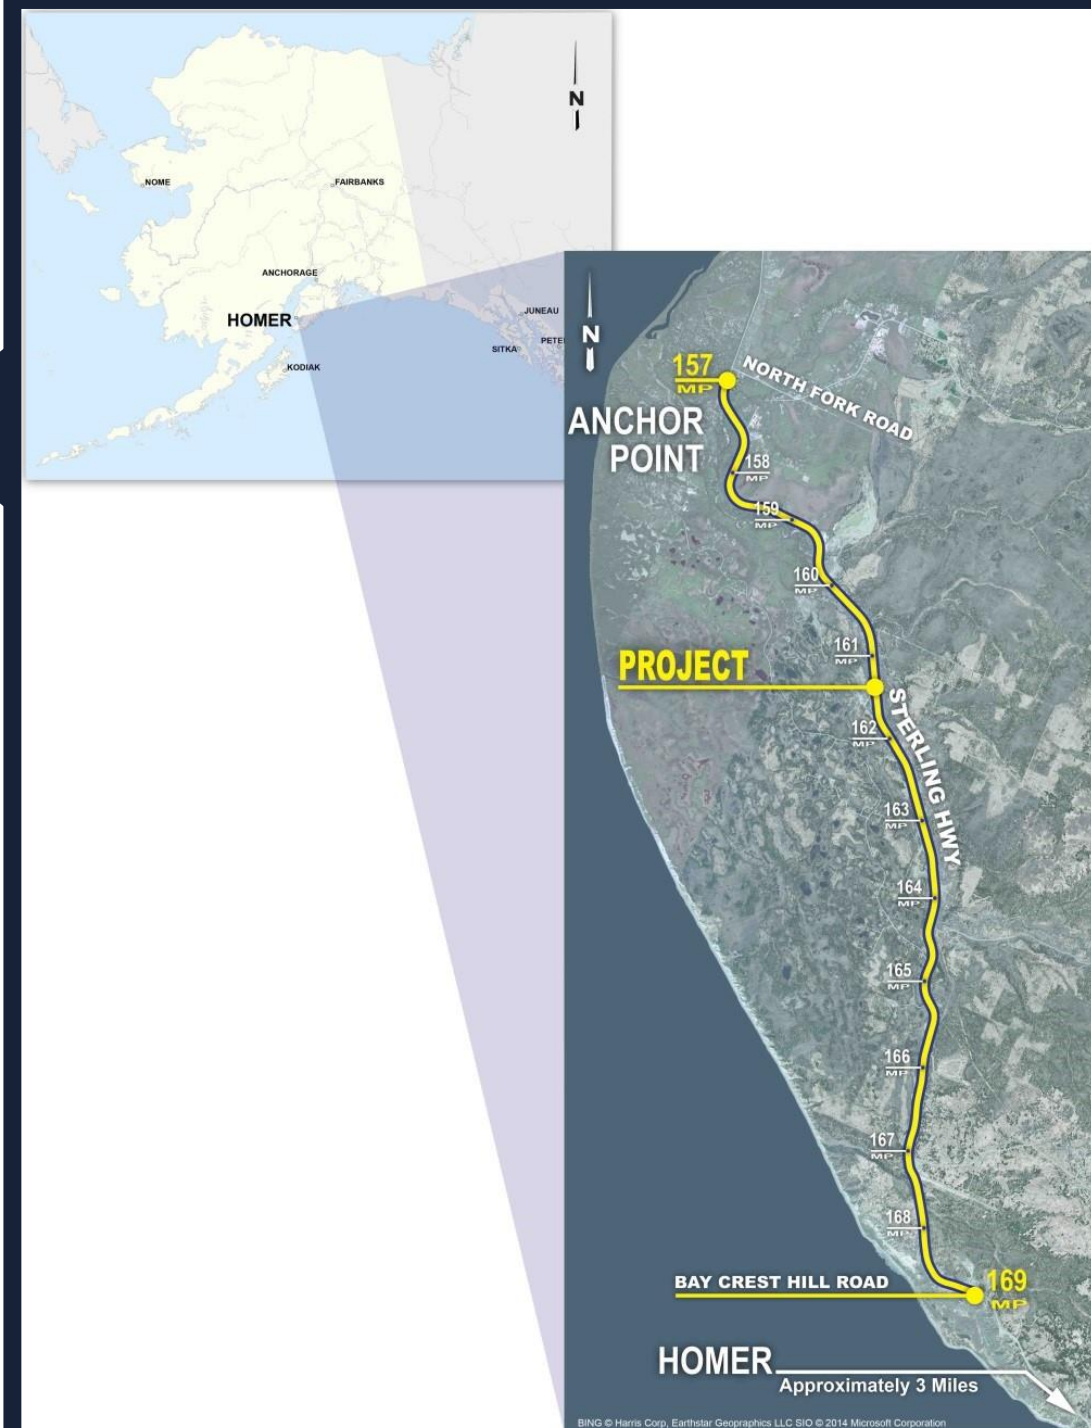 N
NOME
FAIRBANKS
ANCHORAGE
HOMER
JUNEAU
SITKA
KODIAK
N
157
MP
NORTH FORK ROAD
ANCHOR
POINT
158
MP
159
MP
160
MP
161
MP
PROJECT
STERLING HWY
162
MP
163
MP
164
MP
165
MP
166
MP
167
MP
168
MP
BAY CREST HILL ROAD
169
MP
HOMER
Approximately 3 Miles
BING © Harris Corp, Earthstar Geographics LLC SIO © 2014 Microsoft Corporation